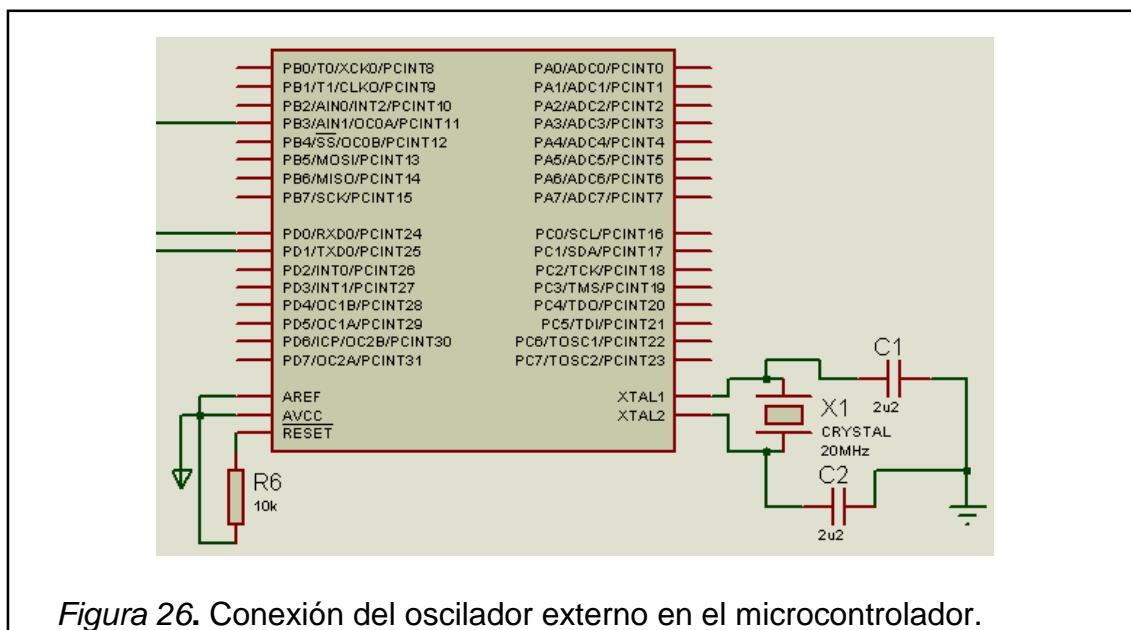 PB0/T0/XCK0/PCINT8
PB1/T1/CLKO/PCINT9
PB2/AIN0/INT2/PCINT10
PB3/AIN1/OC0A/PCINT11
PB4/SS/OC0B/PCINT12
PB5/MOSI/PCINT13
PB6/MISO/PCINT14
PB7/SCK/PCINT15
PD0/RXD0/PCINT24
PD1/TXD0/PCINT25
PD2/INT0/PCINT26
PD3/INT1/PCINT27
PD4/OC1B/PCINT28
PD5/OC1A/PCINT29
PD6/ICP/OC2B/PCINT30
PD7/OC2A/PCINT31
AREF
AVCC
RESET
PA0/ADC0/PCINT0
PA1/ADC1/PCINT1
PA2/ADC2/PCINT2
PA3/ADC3/PCINT3
PA4/ADC4/PCINT4
PA5/ADC5/PCINT5
PA6/ADC6/PCINT6
PA7/ADC7/PCINT7
PC0/SCL/PCINT16
PC1/SDA/PCINT17
PC2/TCK/PCINT18
PC3/TMS/PCINT19
PC4/TDO/PCINT20
PC5/TDI/PCINT21
PC6/TOSC1/PCINT22
PC7/TOSC2/PCINT23
XTAL1
XTAL2
R6
10k
C1
2u2
X1
CRYSTAL
20MHz
C2
2u2
Figura 26. Conexión del oscilador externo en el microcontrolador.